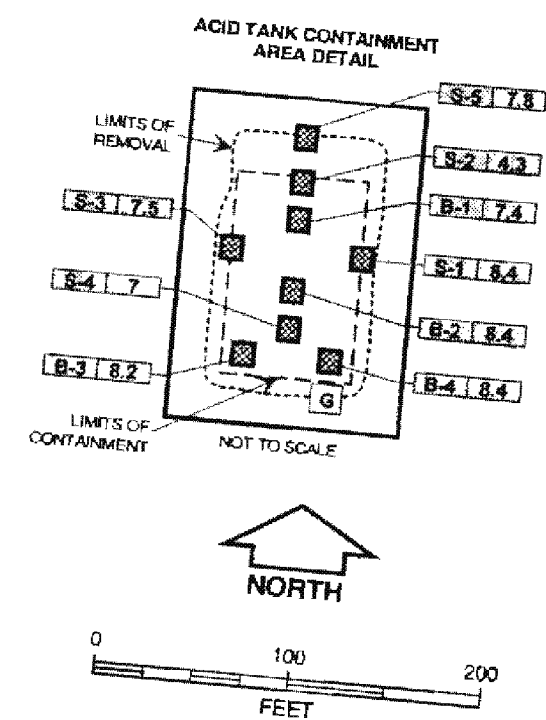 ACID TANK CONTAINMENT
AREA DETAIL
S-5 7.8
LIMITS OF
REMOVAL
S-2 4.3
S-3 7.5
B-1 7.4
S-1 8.4
S-4 7
B-2 8.4
B-3 8.2
B-4 8.4
G
LIMITS OF
CONTAINMENT
NOT TO SCALE
NORTH
0 100 200
FEET